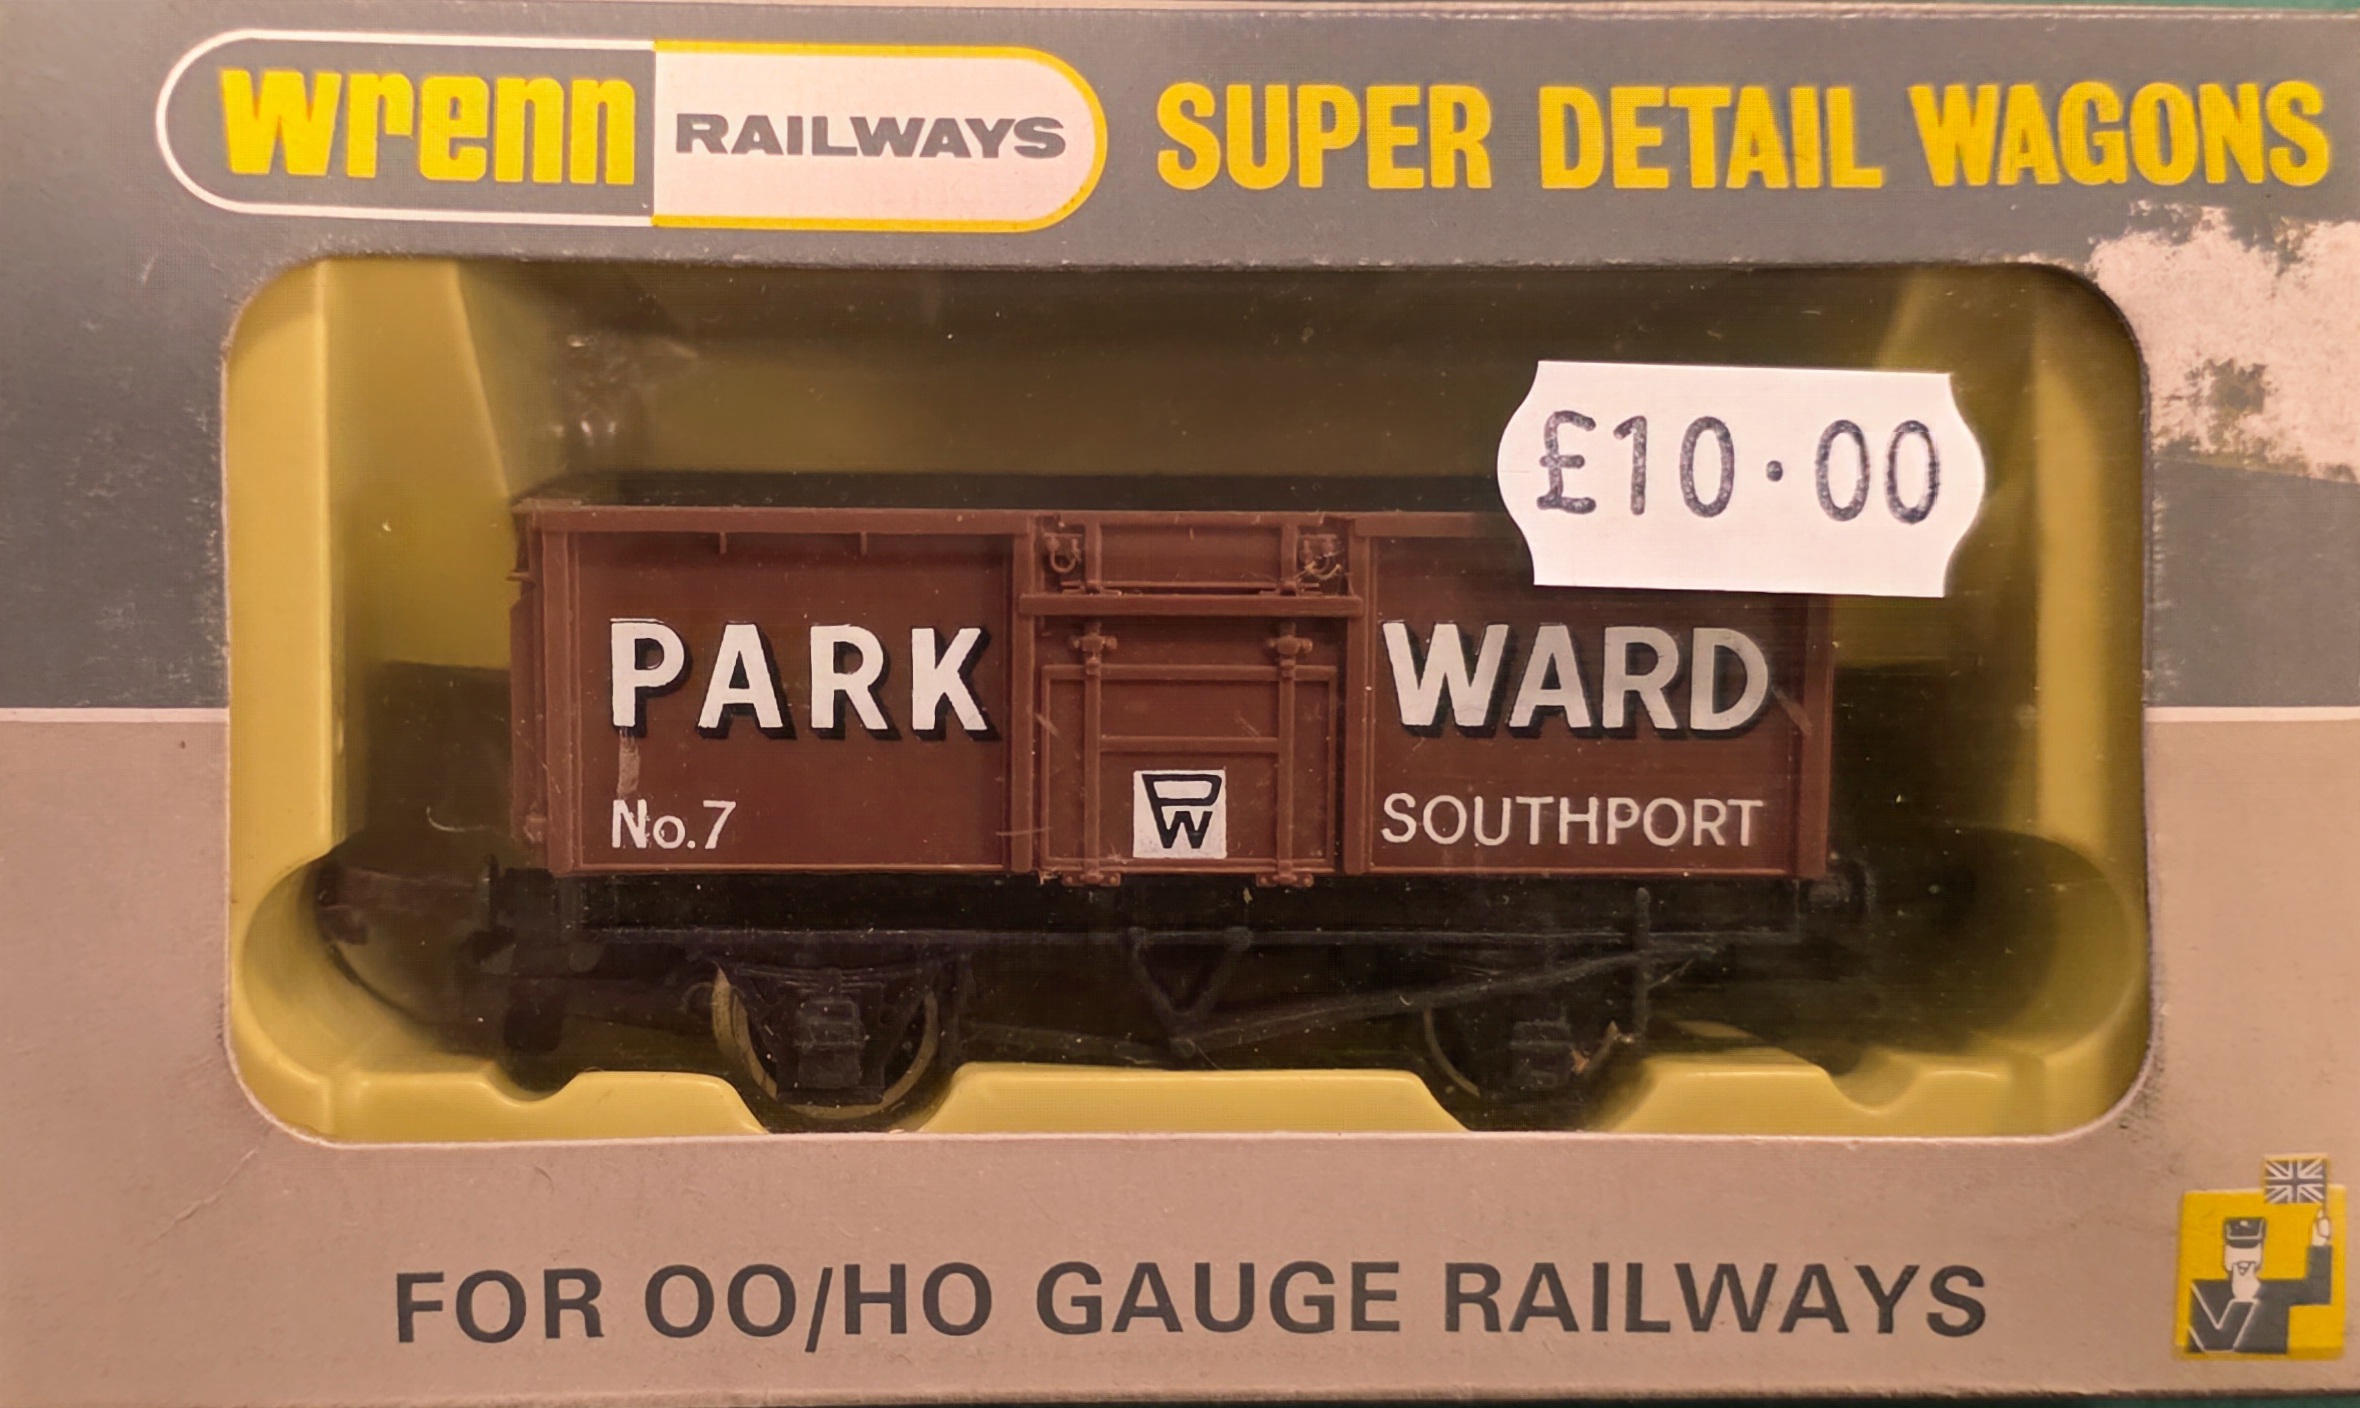 wrenn RAILWAYS SUPER DETAIL WAGONS
£10·00
PARK WARD
No.7 PW SOUTHPORT
FOR OO/HO GAUGE RAILWAYS